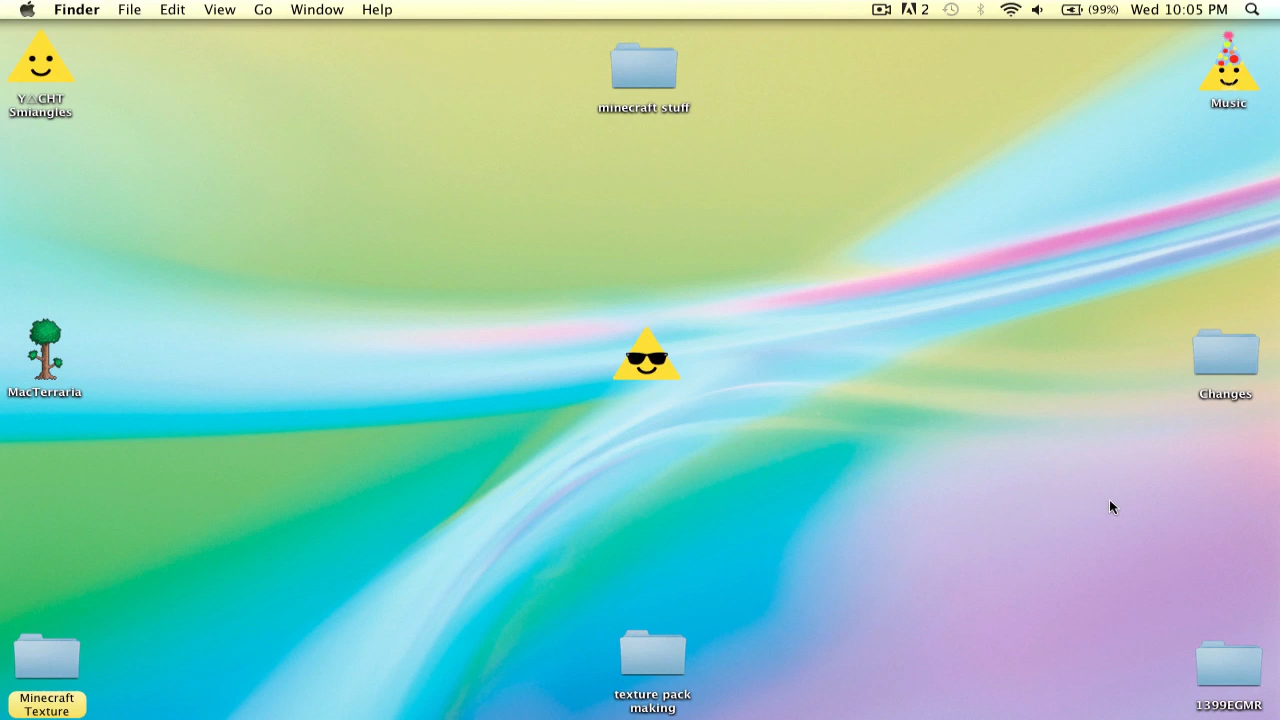 Finder File Edit View Go Window Help 2 (99%) Wed 10:05 PM
Y△CHT
Smiangles
minecraft stuff
Music
MacTerraria
Changes
Minecraft
Texture
texture pack
making
1399EGMR